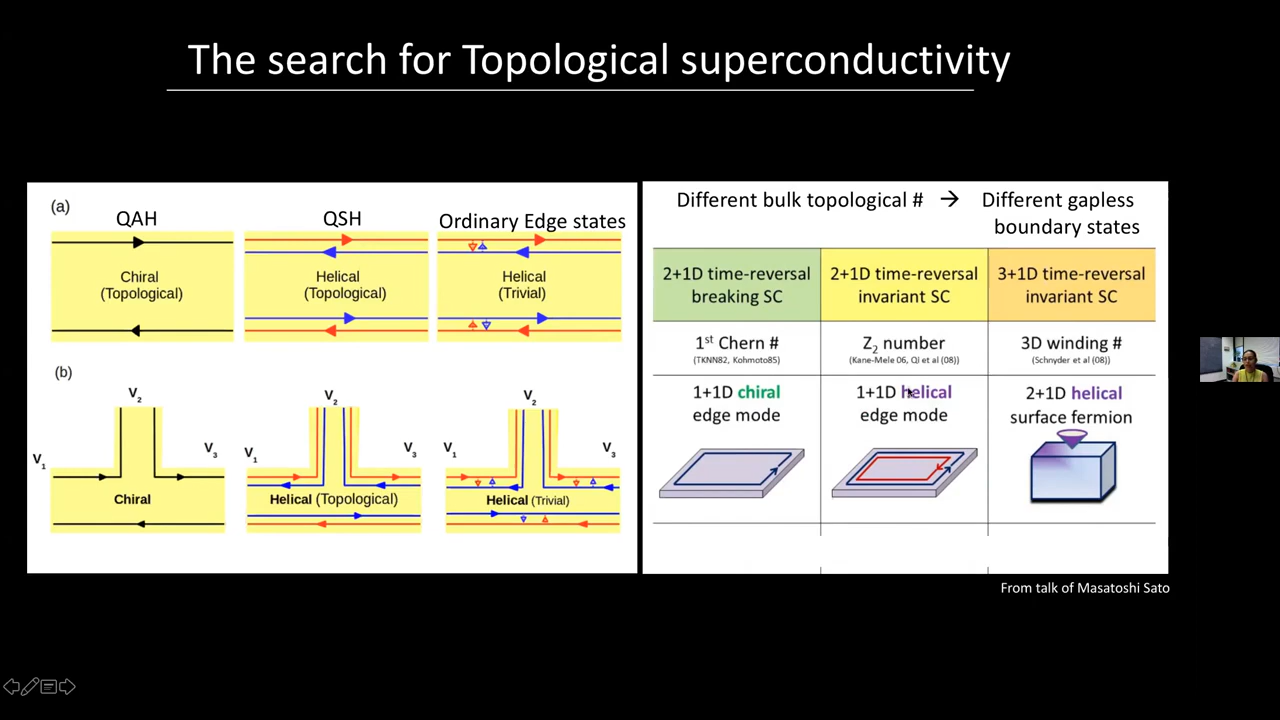 The search for Topological superconductivity
(a)
QAH
QSH
Ordinary Edge states
Chiral
(Topological)
Helical
(Topological)
Helical
(Trivial)
(b)
V2
V1
V3
Chiral
V2
V1
V3
Helical (Topological)
V2
V1
V3
Helical (Trivial)
Different bulk topological # → Different gapless
boundary states
2+1D time-reversal
breaking SC
2+1D time-reversal
invariant SC
3+1D time-reversal
invariant SC
1st Chern #
(TKNN82, Kohmoto85)
Z2 number
(Kane-Mele 06, Qi et al (08))
3D winding #
(Schnyder et al (08))
1+1D chiral
edge mode
1+1D helical
edge mode
2+1D helical
surface fermion
From talk of Masatoshi Sato